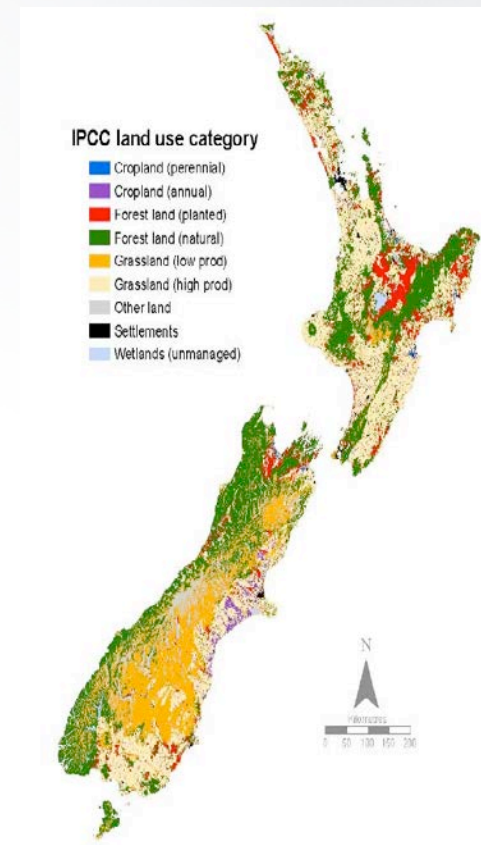 IPCC land use category
Cropland (perennial)
Cropland (annual)
Forest land (planted)
Forest land (natural)
Grassland (low prod)
Grassland (high prod)
Other land
Settlements
Wetlands (unmanaged)
N
Kilometres
0 50 100 150 200